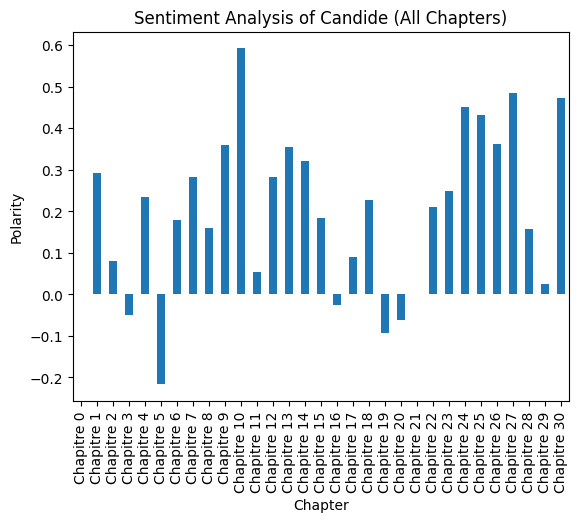 Sentiment Analysis of Candide (All Chapters)
Polarity
0.6
0.5
0.4
0.3
0.2
0.1
0.0
−0.1
−0.2
Chapitre 0
Chapitre 1
Chapitre 2
Chapitre 3
Chapitre 4
Chapitre 5
Chapitre 6
Chapitre 7
Chapitre 8
Chapitre 9
Chapitre 10
Chapitre 11
Chapitre 12
Chapitre 13
Chapitre 14
Chapitre 15
Chapitre 16
Chapitre 17
Chapitre 18
Chapitre 19
Chapitre 20
Chapitre 21
Chapitre 22
Chapitre 23
Chapitre 24
Chapitre 25
Chapitre 26
Chapitre 27
Chapitre 28
Chapitre 29
Chapitre 30
Chapter